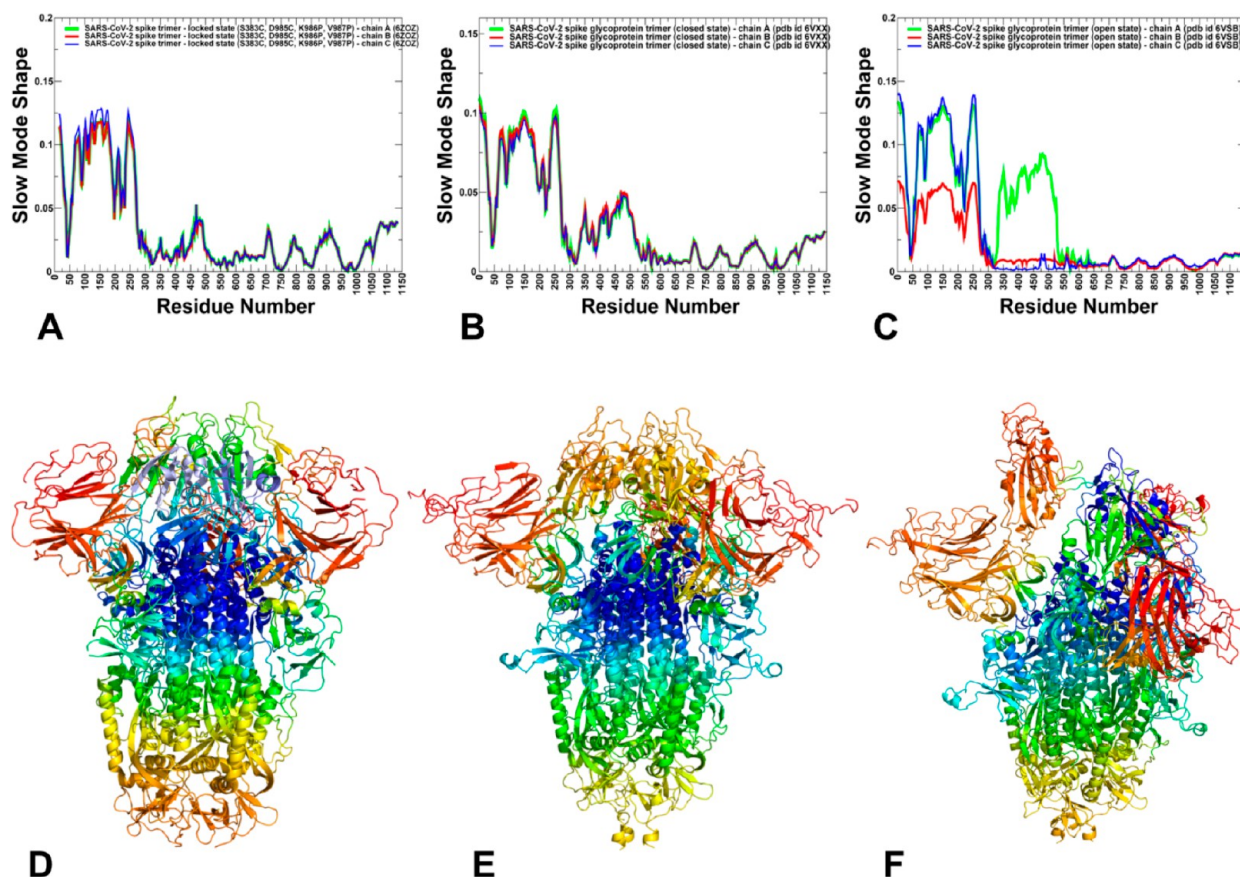 SARS-CoV-2 spike trimer - locked state (S383C, D985C, K986P, V987P) - chain A (6ZOZ)
SARS-CoV-2 spike trimer - locked state (S383C, D985C, K986P, V987P) - chain B (6ZOZ)
SARS-CoV-2 spike trimer - locked state (S383C, D985C, K986P, V987P) - chain C (6ZOZ)
0.2
0.15
0.1
0.05
0
Slow Mode Shape
0 50 100 150 200 250 300 350 400 450 500 550 600 650 700 750 800 850 900 950 1000 1050 1100 1150
Residue Number
A
SARS-CoV-2 spike glycoprotein trimer (closed state) - chain A (pdb id 6VXX)
SARS-CoV-2 spike glycoprotein trimer (closed state) - chain B (pdb id 6VXX)
SARS-CoV-2 spike glycoprotein trimer (closed state) - chain C (pdb id 6VXX)
0.15
0.1
0.05
0
Slow Mode Shape
0 50 100 150 200 250 300 350 400 450 500 550 600 650 700 750 800 850 900 950 1000 1050 1100 1150
Residue Number
B
SARS-CoV-2 spike glycoprotein trimer (open state) - chain A (pdb id 6VSB)
SARS-CoV-2 spike glycoprotein trimer (open state) - chain B (pdb id 6VSB)
SARS-CoV-2 spike glycoprotein trimer (open state) - chain C (pdb id 6VSB)
0.2
0.15
0.1
0.05
0
Slow Mode Shape
0 50 100 150 200 250 300 350 400 450 500 550 600 650 700 750 800 850 900 950 1000 1050 1100
Residue Number
C
D
E
F